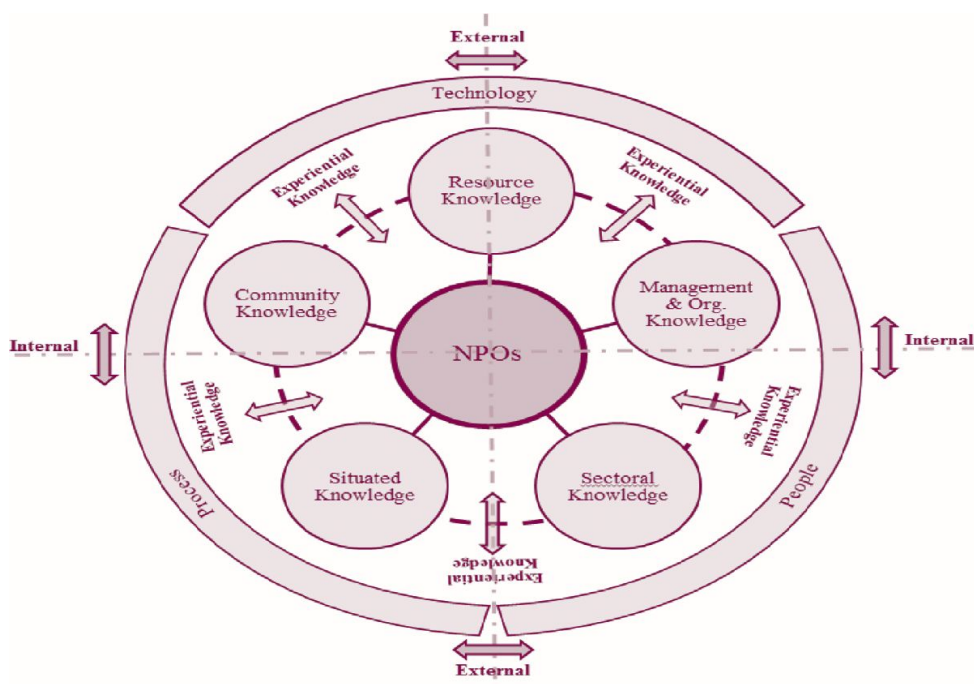 External
Technology
Experiential
Knowledge
Experiential
Knowledge
Resource
Knowledge
Community
Knowledge
Management
& Org.
Knowledge
Internal
NPOs
Internal
Experiential
Knowledge
Experiential
Knowledge
Situated
Knowledge
Sectoral
Knowledge
Process
People
Experiential
Knowledge
External